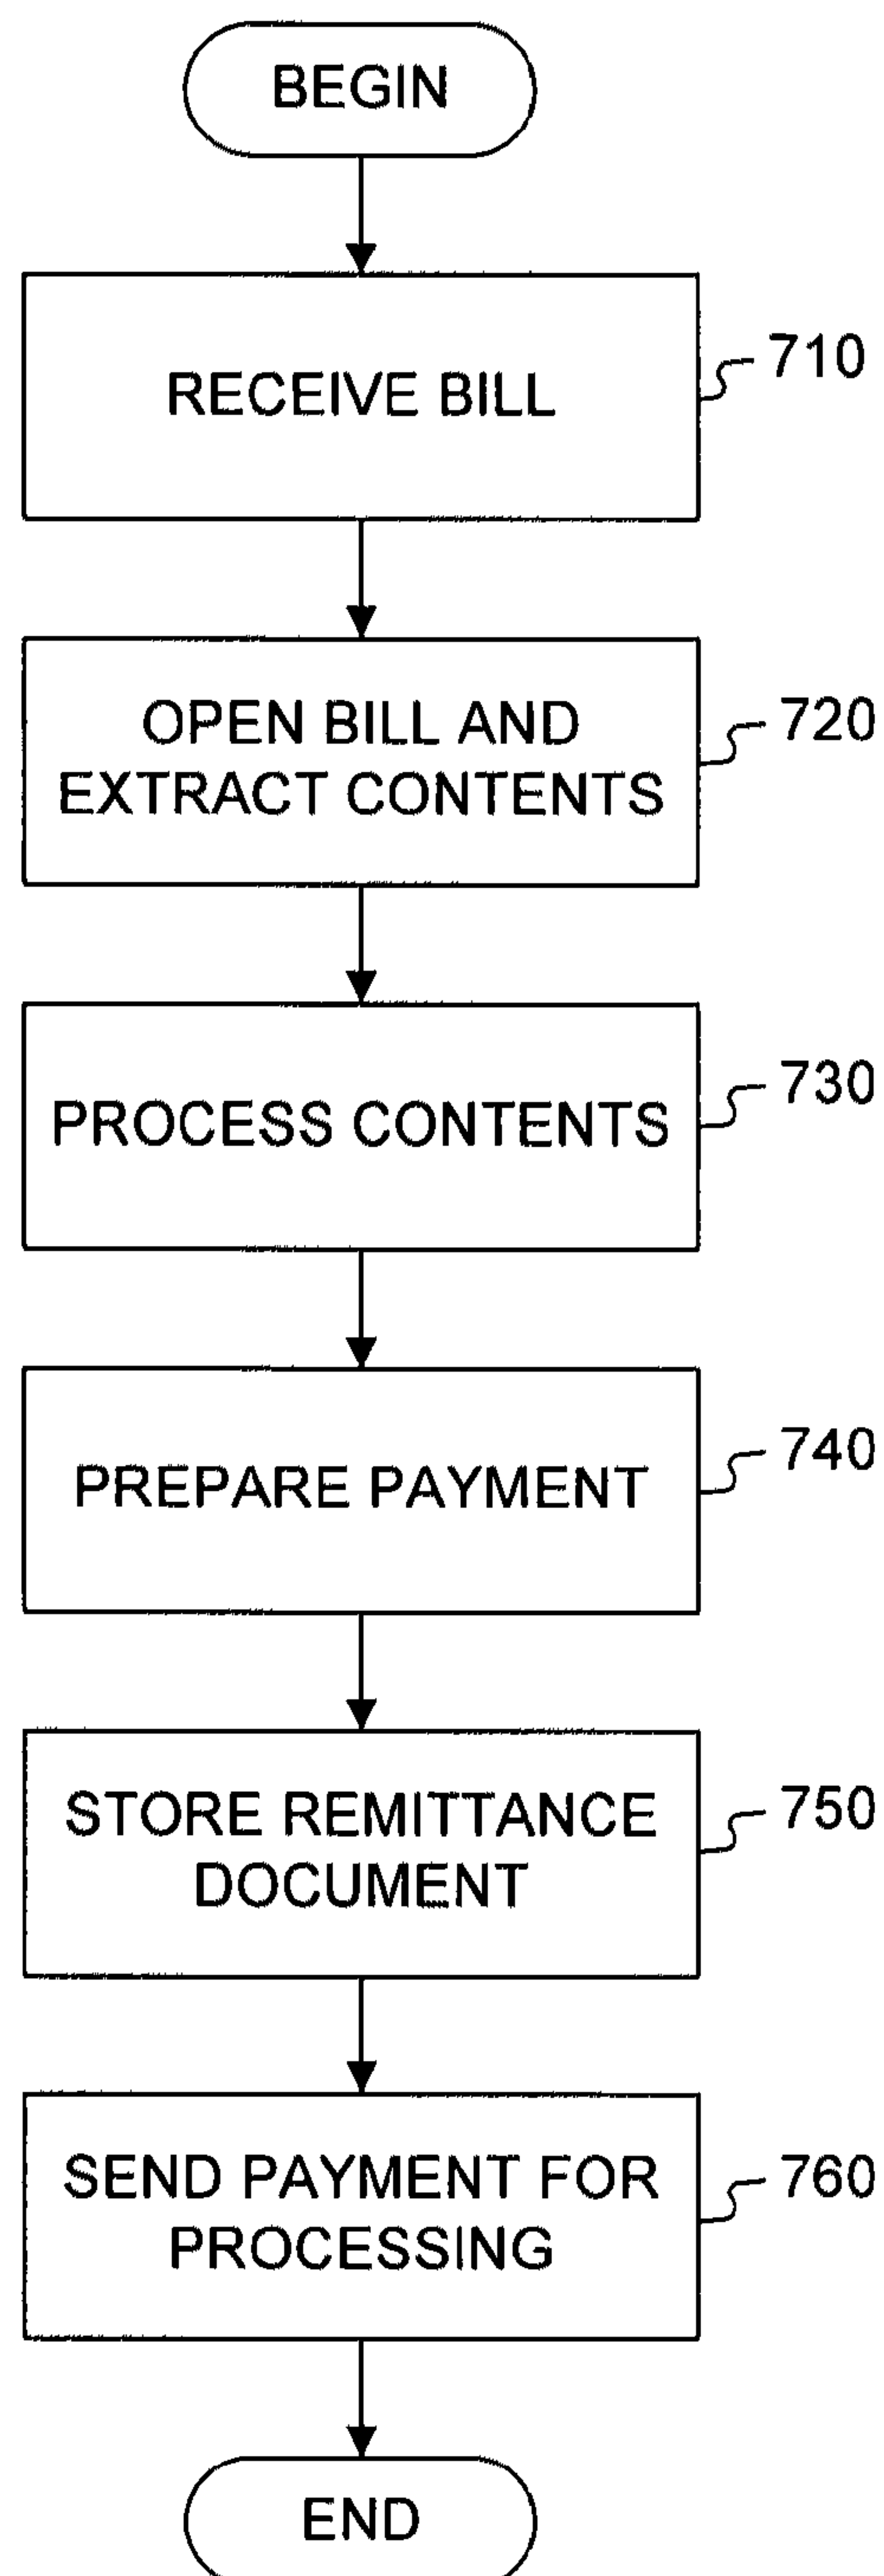 BEGIN
RECEIVE BILL
710
OPEN BILL AND
EXTRACT CONTENTS
720
PROCESS CONTENTS
730
PREPARE PAYMENT
740
STORE REMITTANCE
DOCUMENT
750
SEND PAYMENT FOR
PROCESSING
760
END